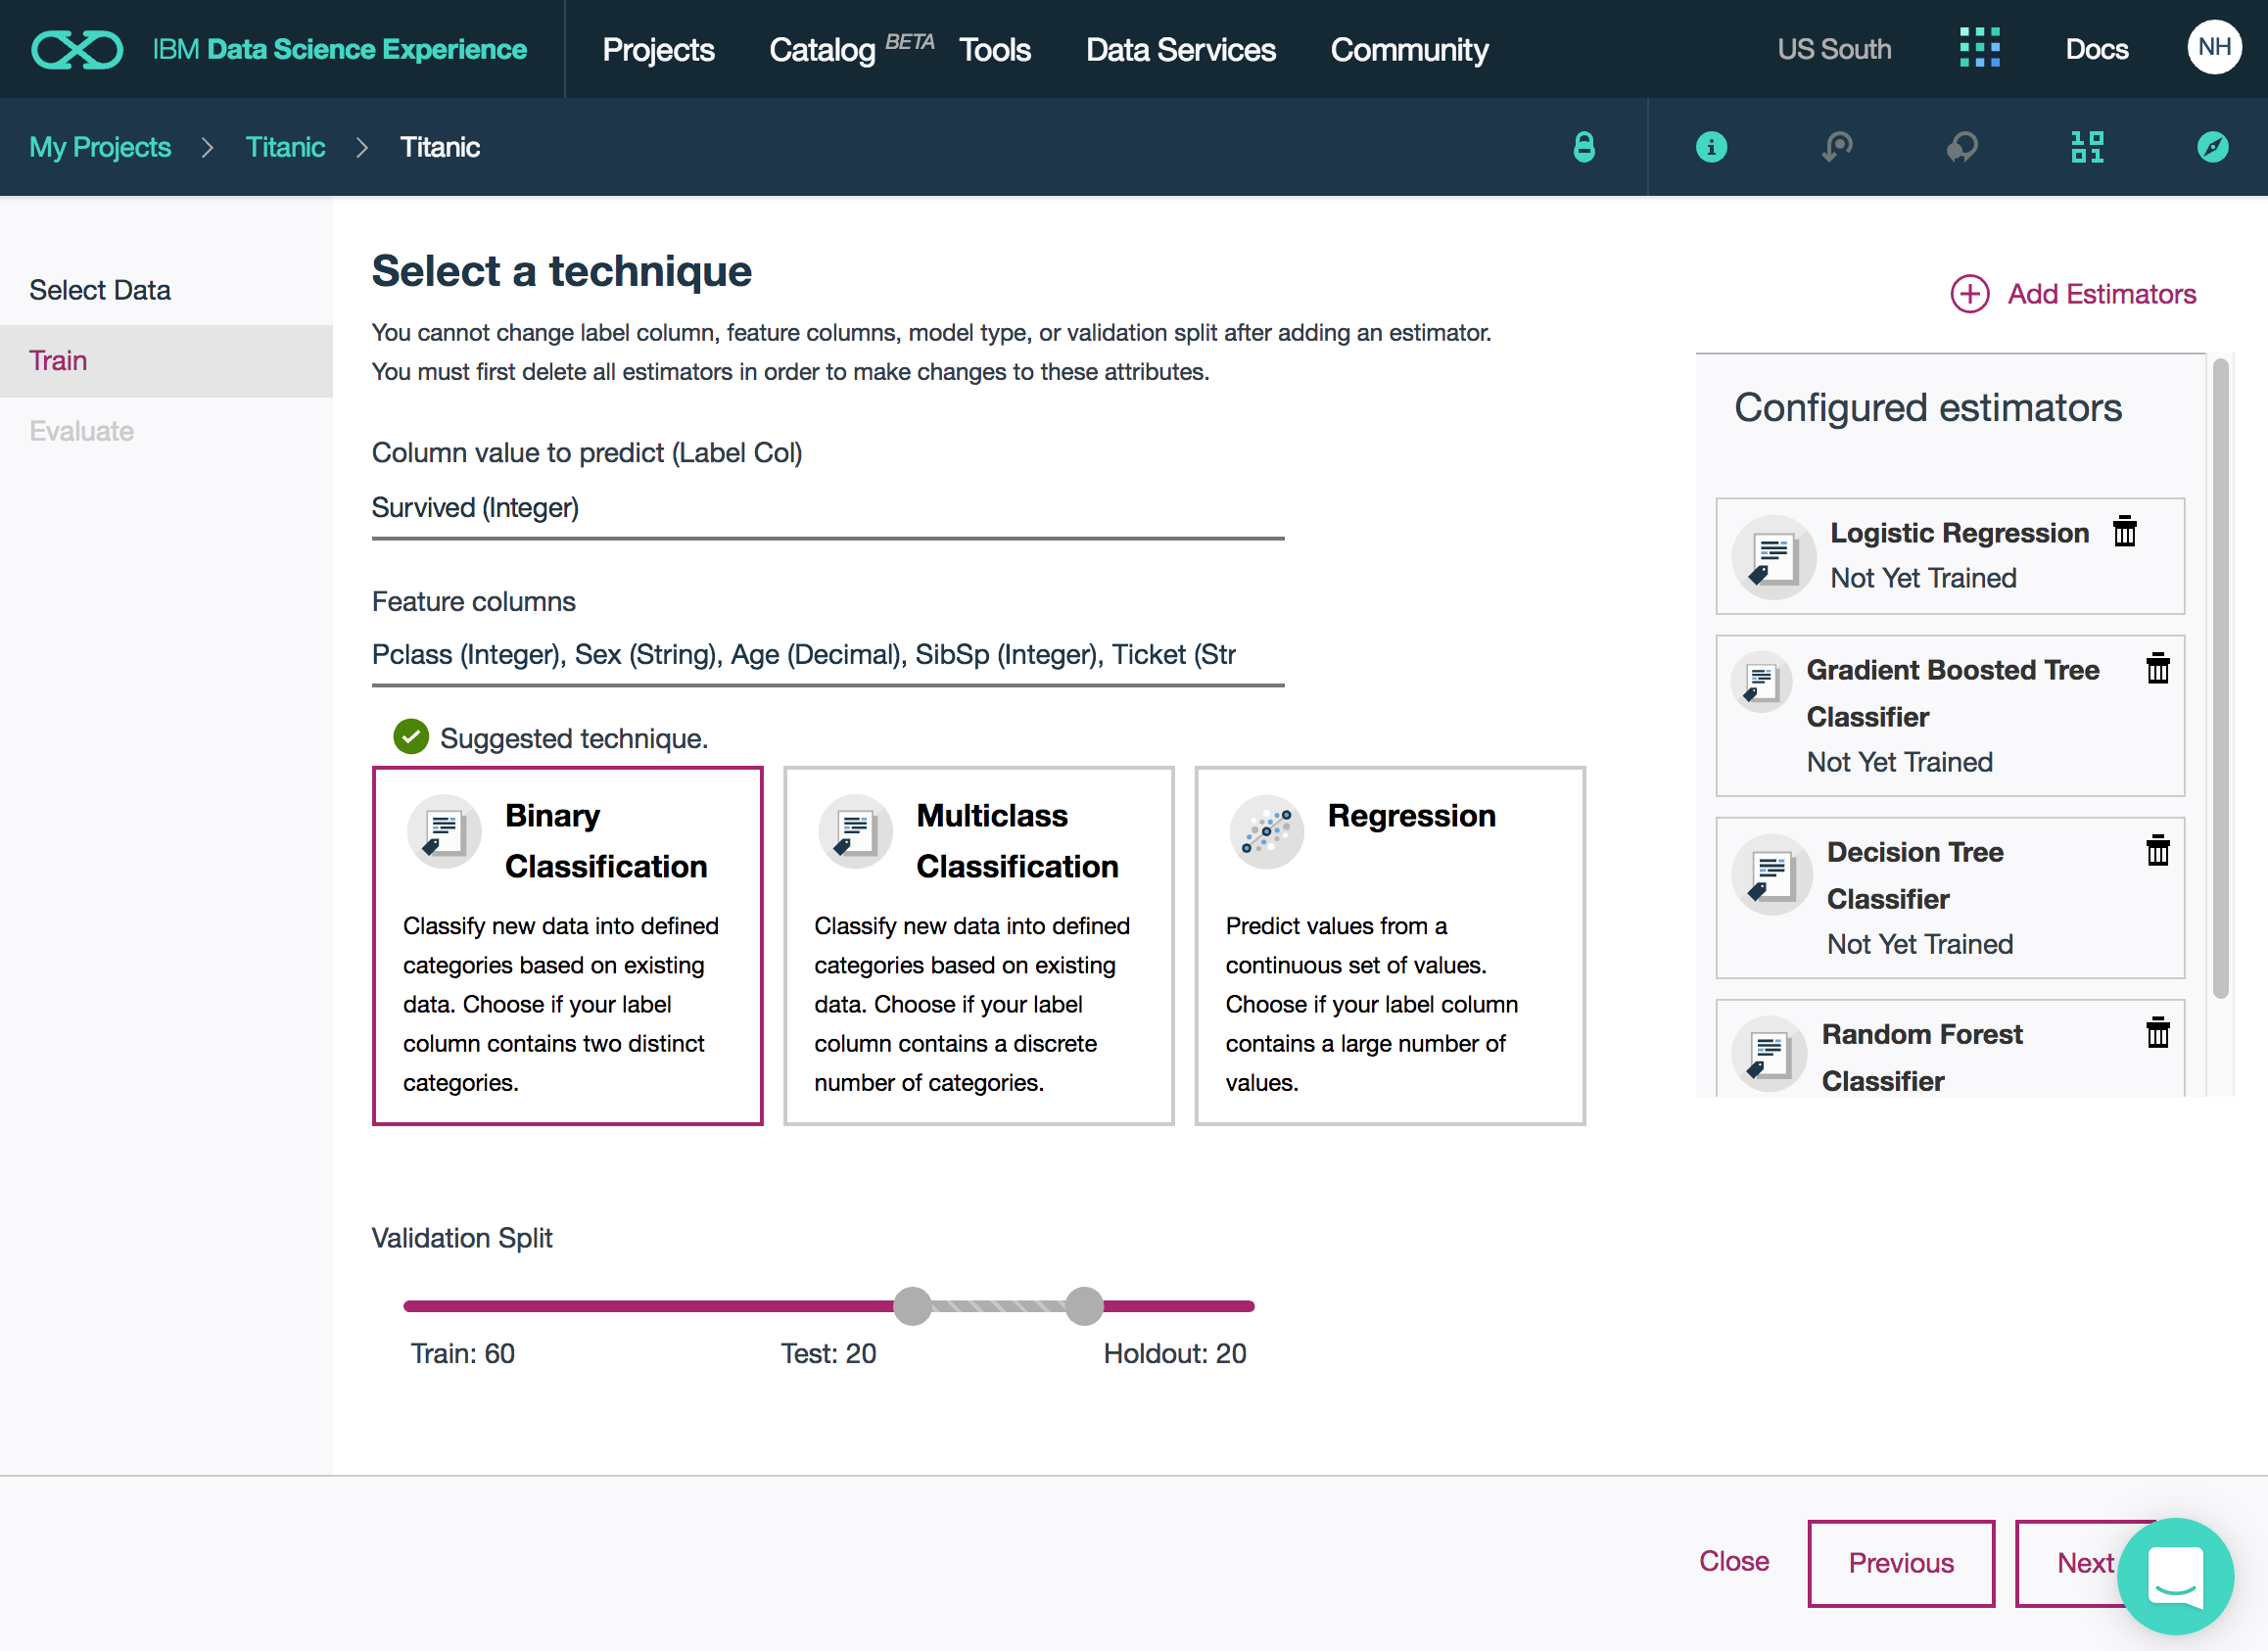 IBM Data Science Experience
Projects
Catalog BETA
Tools
Data Services
Community
US South
Docs
NH
My Projects
Titanic
Titanic
Select Data
Train
Evaluate
Select a technique
You cannot change label column, feature columns, model type, or validation split after adding an estimator.
You must first delete all estimators in order to make changes to these attributes.
Column value to predict (Label Col)
Survived (Integer)
Feature columns
Pclass (Integer), Sex (String), Age (Decimal), SibSp (Integer), Ticket (Str
Suggested technique.
Binary
Classification
Classify new data into defined
categories based on existing
data. Choose if your label
column contains two distinct
categories.
Multiclass
Classification
Classify new data into defined
categories based on existing
data. Choose if your label
column contains a discrete
number of categories.
Regression
Predict values from a
continuous set of values.
Choose if your label column
contains a large number of
values.
Validation Split
Train: 60
Test: 20
Holdout: 20
Add Estimators
Configured estimators
Logistic Regression
Not Yet Trained
Gradient Boosted Tree
Classifier
Not Yet Trained
Decision Tree
Classifier
Not Yet Trained
Random Forest
Classifier
Close
Previous
Next